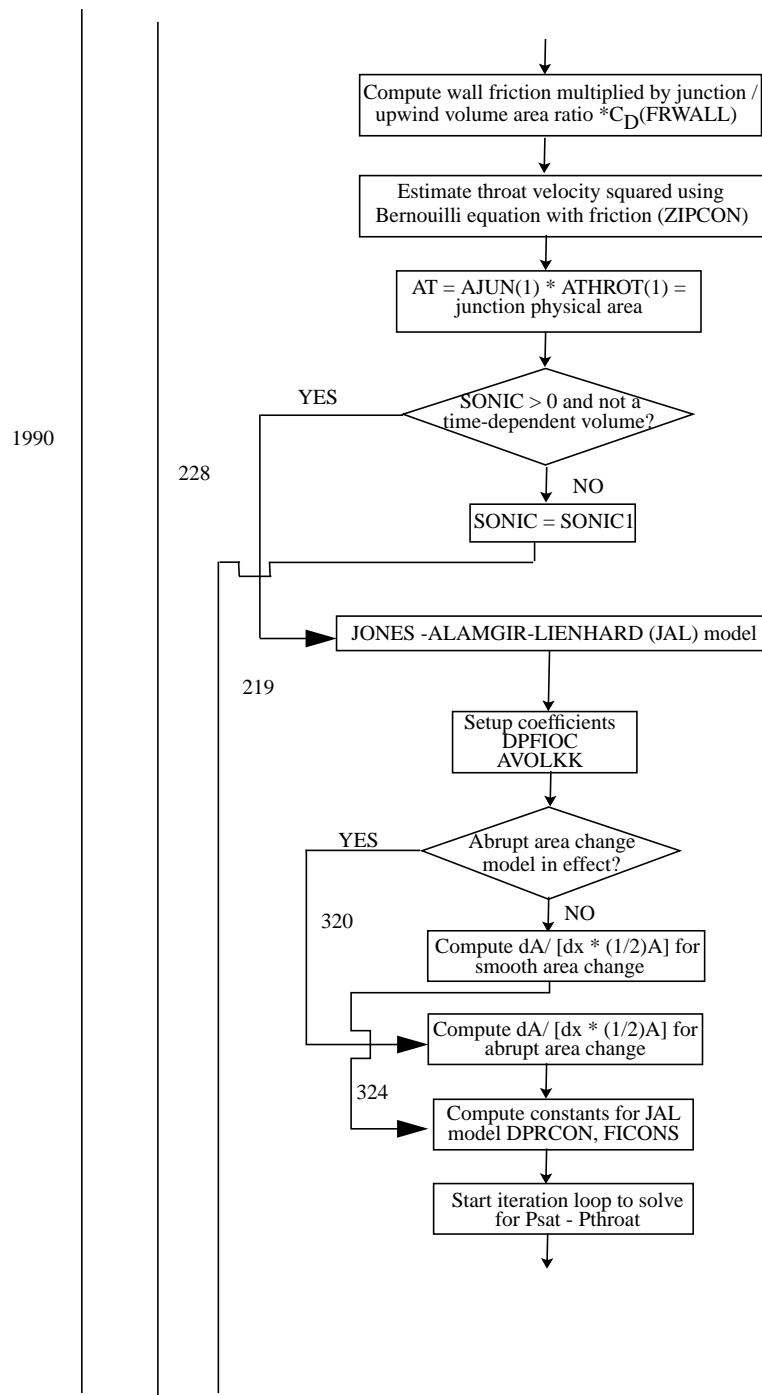 Compute wall friction multiplied by junction /
upwind volume area ratio *CD(FRWALL)
Estimate throat velocity squared using
Bernouilli equation with friction (ZIPCON)
AT = AJUN(1) * ATHROT(1) =
junction physical area
YES
SONIC > 0 and not a
time-dependent volume?
1990
228
NO
SONIC = SONIC1
JONES -ALAMGIR-LIENHARD (JAL) model
219
Setup coefficients
DPFIOC
AVOLKK
YES
Abrupt area change
model in effect?
320
NO
Compute dA/ [dx * (1/2)A] for
smooth area change
Compute dA/ [dx * (1/2)A] for
abrupt area change
324
Compute constants for JAL
model DPRCON, FICONS
Start iteration loop to solve
for Psat - Pthroat